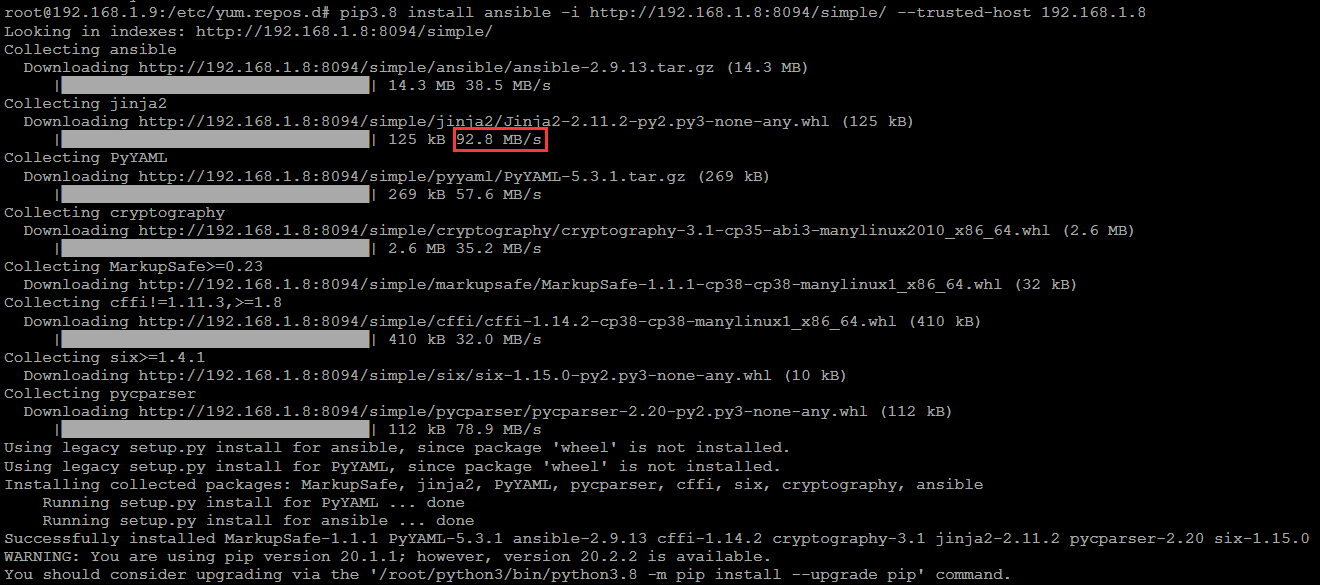 root@192.168.1.9:/etc/yum.repos.d# pip3.8 install ansible -i http://192.168.1.8:8094/simple/ --trusted-host 192.168.1.8
Looking in indexes: http://192.168.1.8:8094/simple/
Collecting ansible
  Downloading http://192.168.1.8:8094/simple/ansible/ansible-2.9.13.tar.gz (14.3 MB)
     |████████████████████████████████| 14.3 MB 38.5 MB/s
Collecting jinja2
  Downloading http://192.168.1.8:8094/simple/jinja2/Jinja2-2.11.2-py2.py3-none-any.whl (125 kB)
     |████████████████████████████████| 125 kB 92.8 MB/s
Collecting PyYAML
  Downloading http://192.168.1.8:8094/simple/pyyaml/PyYAML-5.3.1.tar.gz (269 kB)
     |████████████████████████████████| 269 kB 57.6 MB/s
Collecting cryptography
  Downloading http://192.168.1.8:8094/simple/cryptography/cryptography-3.1-cp35-abi3-manylinux2010_x86_64.whl (2.6 MB)
     |████████████████████████████████| 2.6 MB 35.2 MB/s
Collecting MarkupSafe>=0.23
  Downloading http://192.168.1.8:8094/simple/markupsafe/MarkupSafe-1.1.1-cp38-cp38-manylinux1_x86_64.whl (32 kB)
Collecting cffi!=1.11.3,>=1.8
  Downloading http://192.168.1.8:8094/simple/cffi/cffi-1.14.2-cp38-cp38-manylinux1_x86_64.whl (410 kB)
     |████████████████████████████████| 410 kB 32.0 MB/s
Collecting six>=1.4.1
  Downloading http://192.168.1.8:8094/simple/six/six-1.15.0-py2.py3-none-any.whl (10 kB)
Collecting pycparser
  Downloading http://192.168.1.8:8094/simple/pycparser/pycparser-2.20-py2.py3-none-any.whl (112 kB)
     |████████████████████████████████| 112 kB 78.9 MB/s
Using legacy setup.py install for ansible, since package 'wheel' is not installed.
Using legacy setup.py install for PyYAML, since package 'wheel' is not installed.
Installing collected packages: MarkupSafe, jinja2, PyYAML, pycparser, cffi, six, cryptography, ansible
    Running setup.py install for PyYAML ... done
    Running setup.py install for ansible ... done
Successfully installed MarkupSafe-1.1.1 PyYAML-5.3.1 ansible-2.9.13 cffi-1.14.2 cryptography-3.1 jinja2-2.11.2 pycparser-2.20 six-1.15.0
WARNING: You are using pip version 20.1.1; however, version 20.2.2 is available.
You should consider upgrading via the '/root/python3/bin/python3.8 -m pip install --upgrade pip' command.